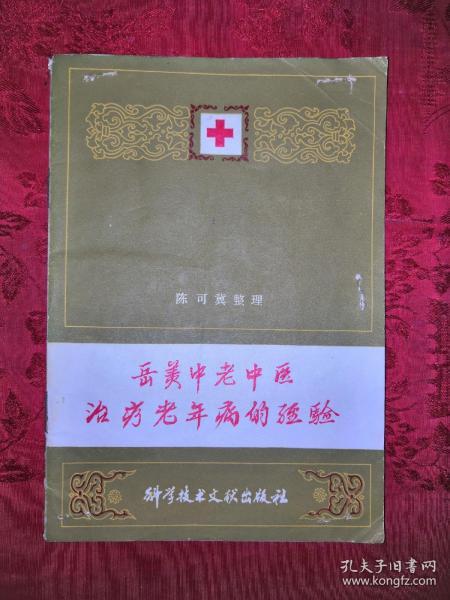 陈可冀整理
岳美中老中医
治疗老年病的经验
科学技术文献出版社
孔夫子旧书网
www.kongfz.com